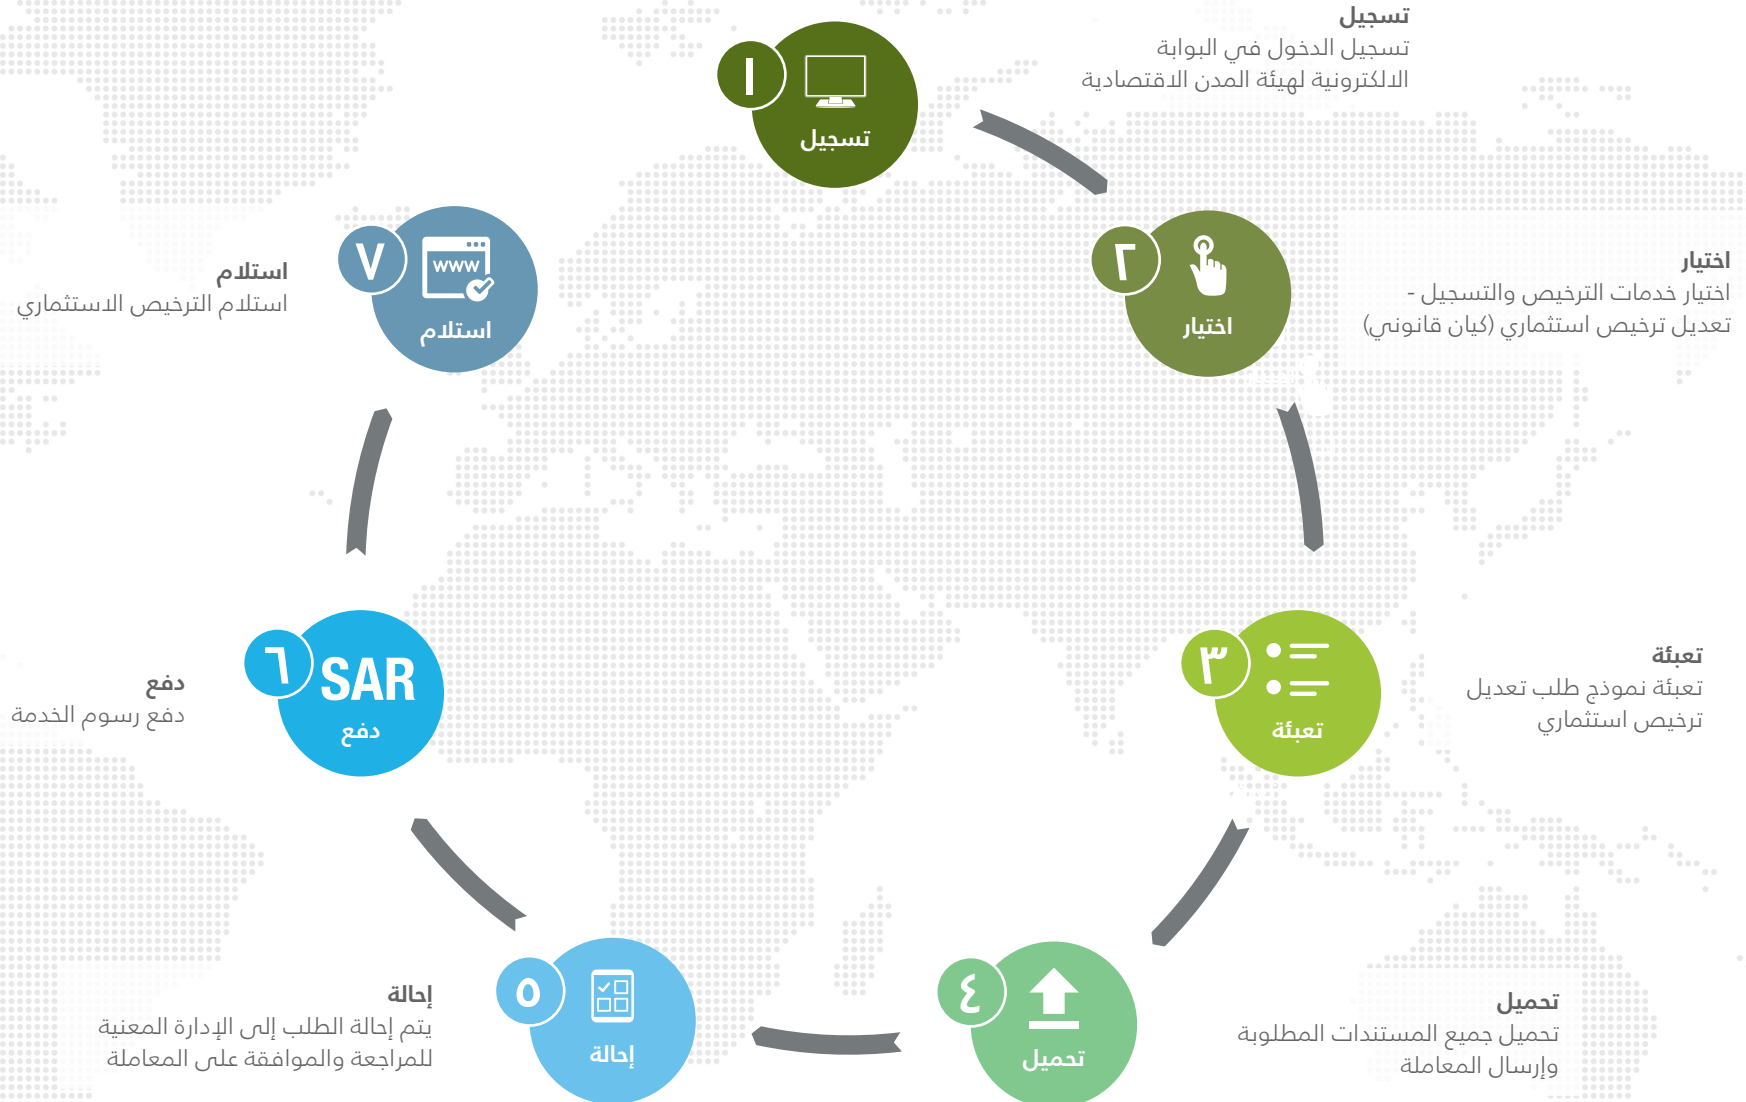 ١
تسجيل
تسجيل
تسجيل الدخول في البوابة
الالكترونية لهيئة المدن الاقتصادية
٢
اختيار
اختيار
اختيار خدمات الترخيص والتسجيل -
تعديل ترخيص استثماري (كيان قانوني)
٣
تعبئة
تعبئة
تعبئة نموذج طلب تعديل
ترخيص استثماري
٤
تحميل
تحميل
تحميل جميع المستندات المطلوبة
وإرسال المعاملة
٥
إحالة
إحالة
يتم إحالة الطلب إلى الإدارة المعنية
للمراجعة والموافقة على المعاملة
٦
SAR
دفع
دفع
دفع رسوم الخدمة
٧
www
استلام
استلام
استلام الترخيص الاستثماري